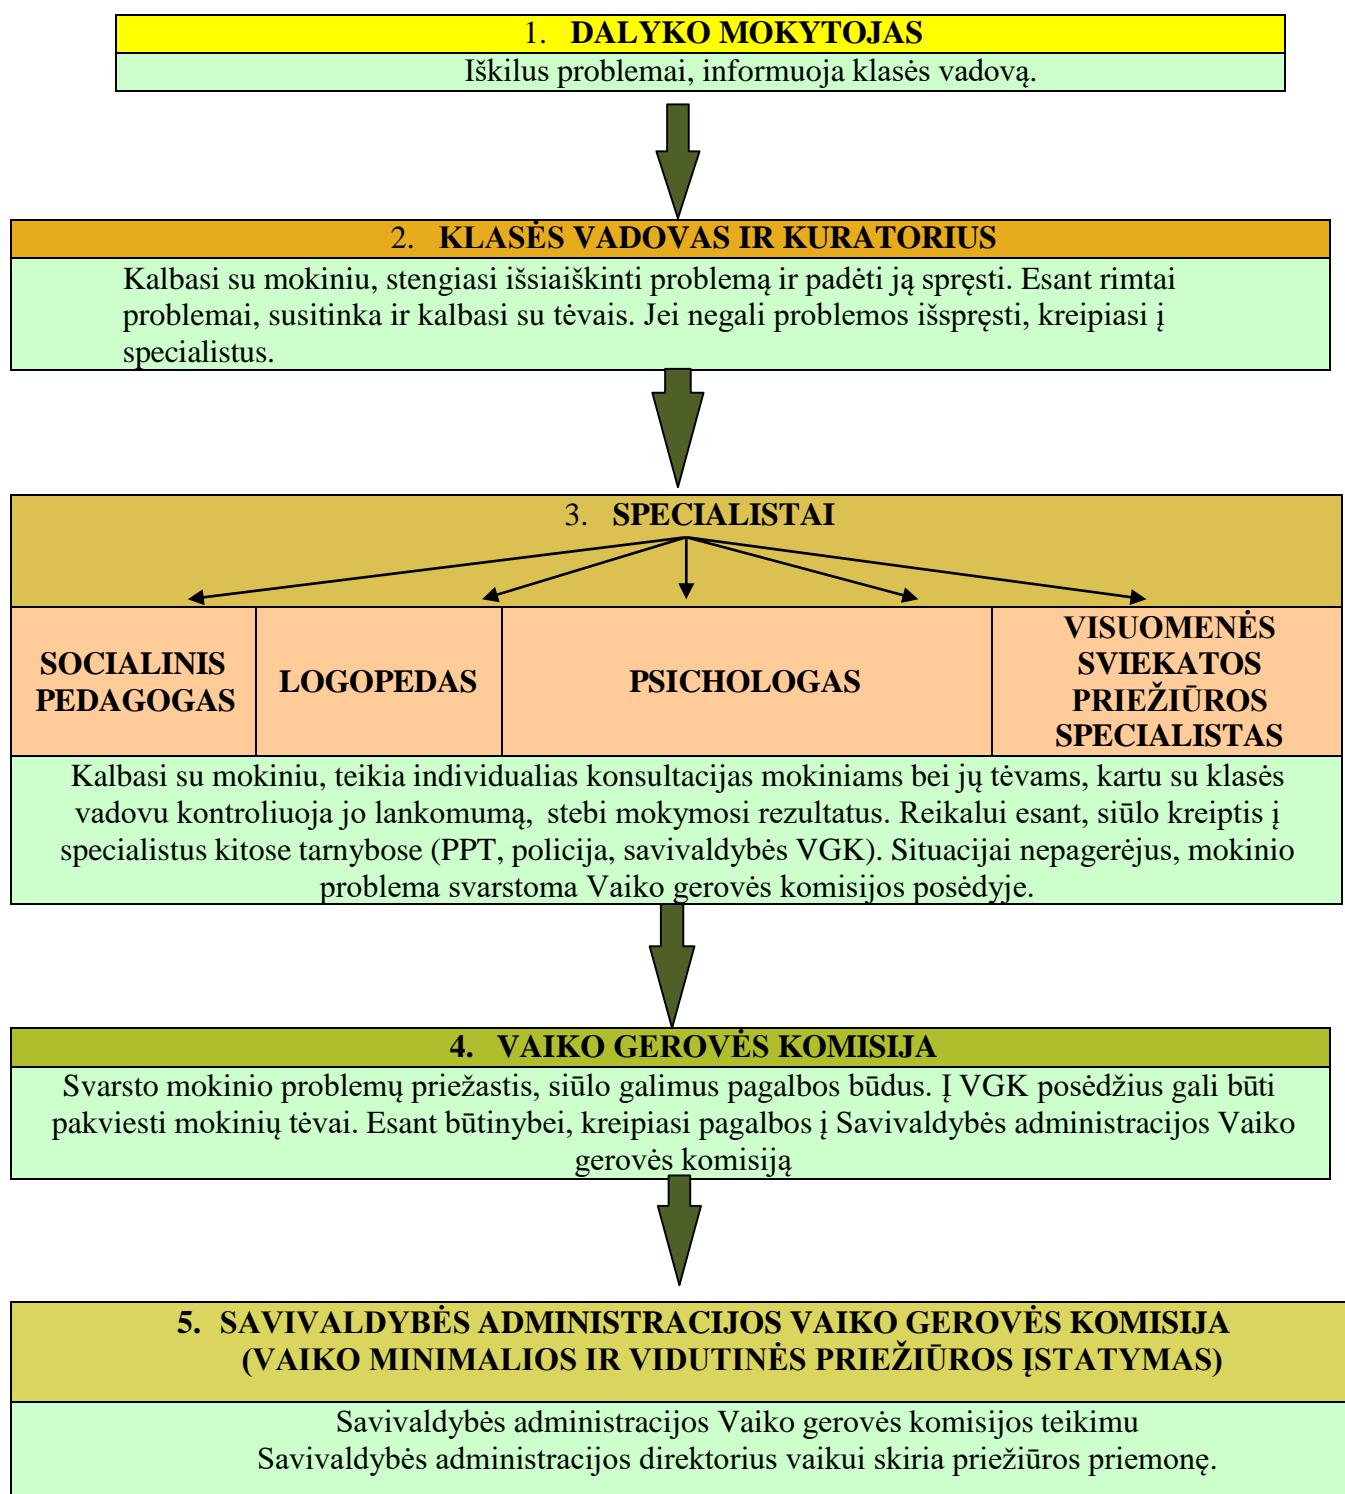 1. DALYKO MOKYTOJAS
Iškilus problemai, informuoja klasės vadovą.
2. KLASĖS VADOVAS IR KURATORIUS
Kalbasi su mokiniu, stengiasi išsiaiškinti problemą ir padėti ją spręsti. Esant rimtai
problemai, susitinka ir kalbasi su tėvais. Jei negali problemos išspręsti, kreipiasi į
specialistus.
3. SPECIALISTAI
SOCIALINIS
PEDAGOGAS
LOGOPEDAS
PSICHOLOGAS
VISUOMENĖS
SVIEKATOS
PRIEŽIŪROS
SPECIALISTAS
Kalbasi su mokiniu, teikia individualias konsultacijas mokiniams bei jų tėvams, kartu su klasės
vadovu kontroliuoja jo lankomumą, stebi mokymosi rezultatus. Reikalui esant, siūlo kreiptis į
specialistus kitose tarnybose (PPT, policija, savivaldybės VGK). Situacijai nepagerėjus, mokinio
problema svarstoma Vaiko gerovės komisijos posėdyje.
4. VAIKO GEROVĖS KOMISIJA
Svarsto mokinio problemų priežastis, siūlo galimus pagalbos būdus. Į VGK posėdžius gali būti
pakviesti mokinių tėvai. Esant būtinybei, kreipiasi pagalbos į Savivaldybės administracijos Vaiko
gerovės komisiją
5. SAVIVALDYBĖS ADMINISTRACIJOS VAIKO GEROVĖS KOMISIJA
(VAIKO MINIMALIOS IR VIDUTINĖS PRIEŽIŪROS ĮSTATYMAS)
Savivaldybės administracijos Vaiko gerovės komisijos teikimu
Savivaldybės administracijos direktorius vaikui skiria priežiūros priemonę.